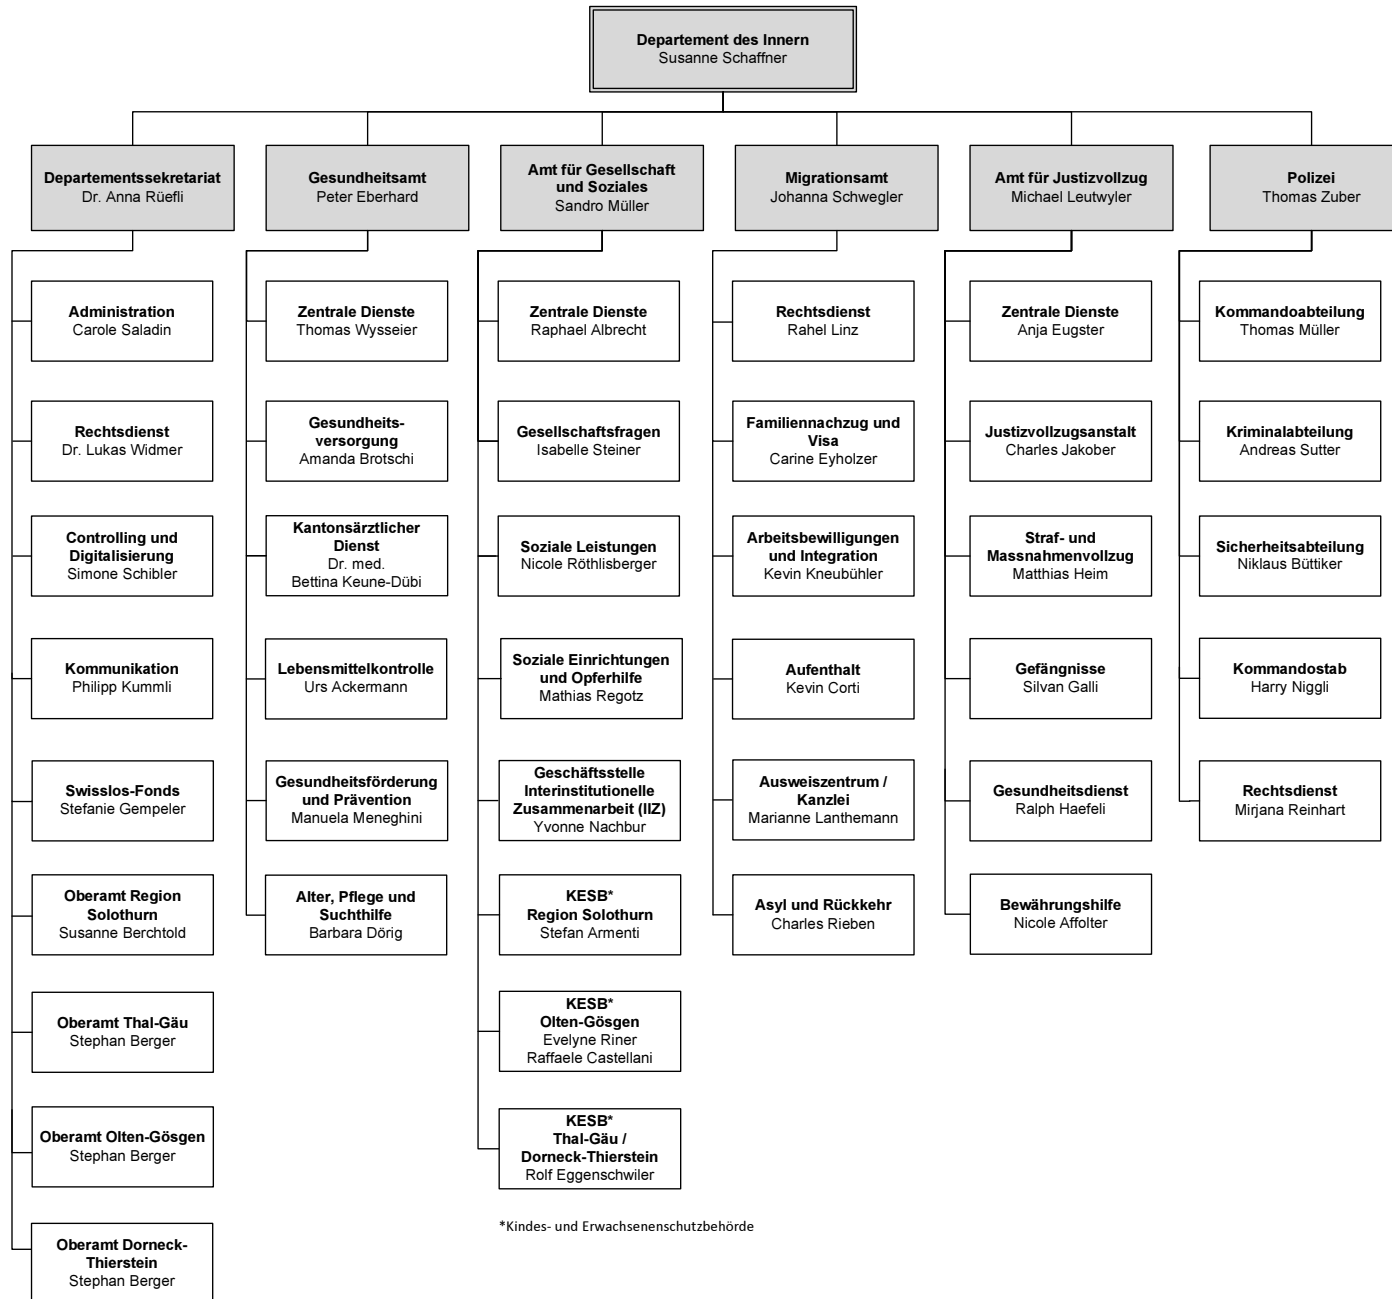 Departement des Innern
Susanne Schaffner
Departementssekretariat
Dr. Anna Rüefli
Gesundheitsamt
Peter Eberhard
Amt für Gesellschaft
und Soziales
Sandro Müller
Migrationsamt
Johanna Schwegler
Amt für Justizvollzug
Michael Leutwyler
Polizei
Thomas Zuber
Administration
Carole Saladin
Rechtsdienst
Dr. Lukas Widmer
Controlling und
Digitalisierung
Simone Schibler
Kommunikation
Philipp Kummli
Swisslos-Fonds
Stefanie Gempeler
Oberamt Region
Solothurn
Susanne Berchtold
Oberamt Thal-Gäu
Stephan Berger
Oberamt Olten-Gösgen
Stephan Berger
Oberamt Dorneck-
Thierstein
Stephan Berger
Zentrale Dienste
Thomas Wysseier
Gesundheits-
versorgung
Amanda Brotschi
Kantonsärztlicher
Dienst
Dr. med.
Bettina Keune-Dübi
Lebensmittelkontrolle
Urs Ackermann
Gesundheitsförderung
und Prävention
Manuela Meneghini
Alter, Pflege und
Suchthilfe
Barbara Dörig
Zentrale Dienste
Raphael Albrecht
Gesellschaftsfragen
Isabelle Steiner
Soziale Leistungen
Nicole Röthlisberger
Soziale Einrichtungen
und Opferhilfe
Mathias Regotz
Geschäftsstelle
Interinstitutionelle
Zusammenarbeit (IIZ)
Yvonne Nachbur
KESB*
Region Solothurn
Stefan Armenti
KESB*
Olten-Gösgen
Evelyne Riner
Raffaele Castellani
KESB*
Thal-Gäu /
Dorneck-Thierstein
Rolf Eggenschwiler
*Kindes- und Erwachsenenschutzbehörde
Rechtsdienst
Rahel Linz
Familiennachzug und
Visa
Carine Eyholzer
Arbeitsbewilligungen
und Integration
Kevin Kneubühler
Aufenthalt
Kevin Corti
Ausweiszentrum /
Kanzlei
Marianne Lanthemann
Asyl und Rückkehr
Charles Rieben
Zentrale Dienste
Anja Eugster
Justizvollzugsanstalt
Charles Jakober
Straf- und
Massnahmenvollzug
Matthias Heim
Gefängnisse
Silvan Galli
Gesundheitsdienst
Ralph Haefeli
Bewährungshilfe
Nicole Affolter
Kommandoabteilung
Thomas Müller
Kriminalabteilung
Andreas Sutter
Sicherheitsabteilung
Niklaus Büttiker
Kommandostab
Harry Niggli
Rechtsdienst
Mirjana Reinhart